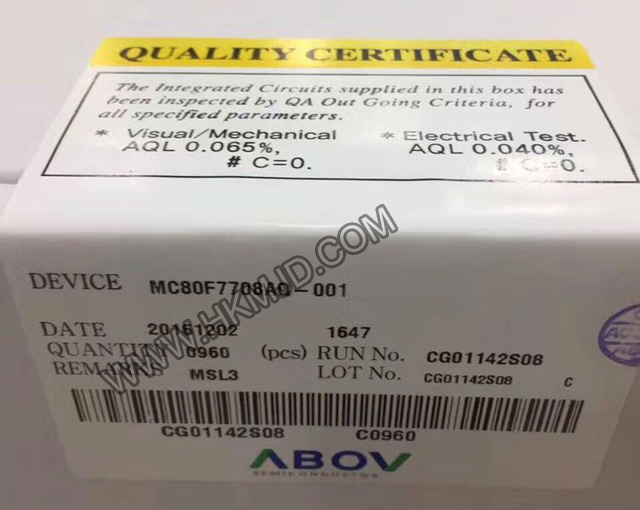 QUALITY CERTIFICATE
The Integrated Circuits supplied in this box has
been inspected by QA Out Going Criteria, for
all specified parameters.
* Visual/Mechanical * Electrical Test.
AQL 0.065%, AQL 0.040%,
# C=0. # C=0.
DEVICE MC80F7708AQ-001
DATE 20161202 1647
QUANTITY 0960 (pcs) RUN No. CG01142S08
REMARKS MSL3 LOT No. CG01142S08 C
CG01142S08 C0960
ABOV
SEMICONDUCTOR
WWW.HKMJD.COM